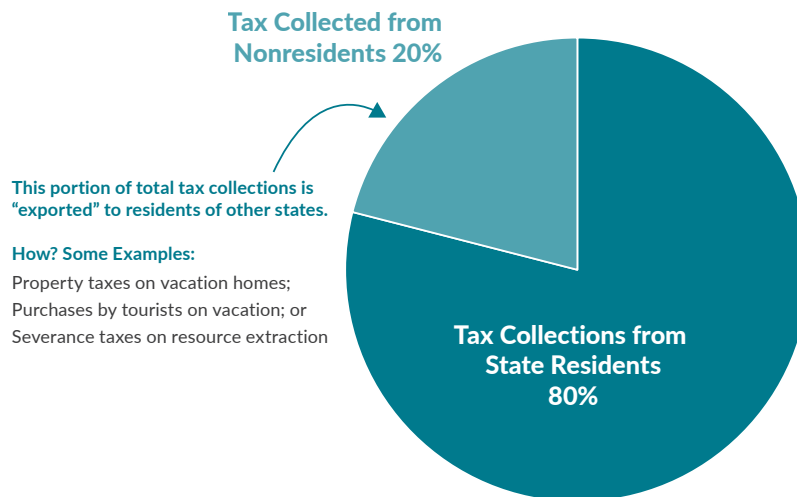 Tax Collected from
Nonresidents 20%
This portion of total tax collections is
“exported” to residents of other states.
How? Some Examples:
Property taxes on vacation homes;
Purchases by tourists on vacation; or
Severance taxes on resource extraction
Tax Collections from
State Residents
80%